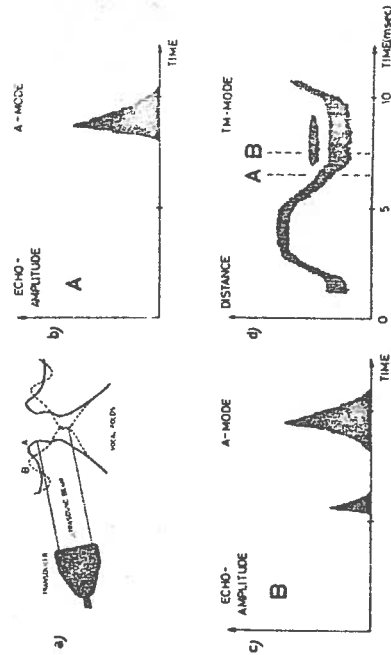 a)
TRANSDUCER
ULTRASOUND BEAM
B
A
VOCAL FOLDS
b)
ECHO-
AMPLITUDE
A-MODE
A
TIME
c)
ECHO-
AMPLITUDE
A-MODE
B
TIME
d)
DISTANCE
TM-MODE
A
B
0
5
10
TIME(msec)